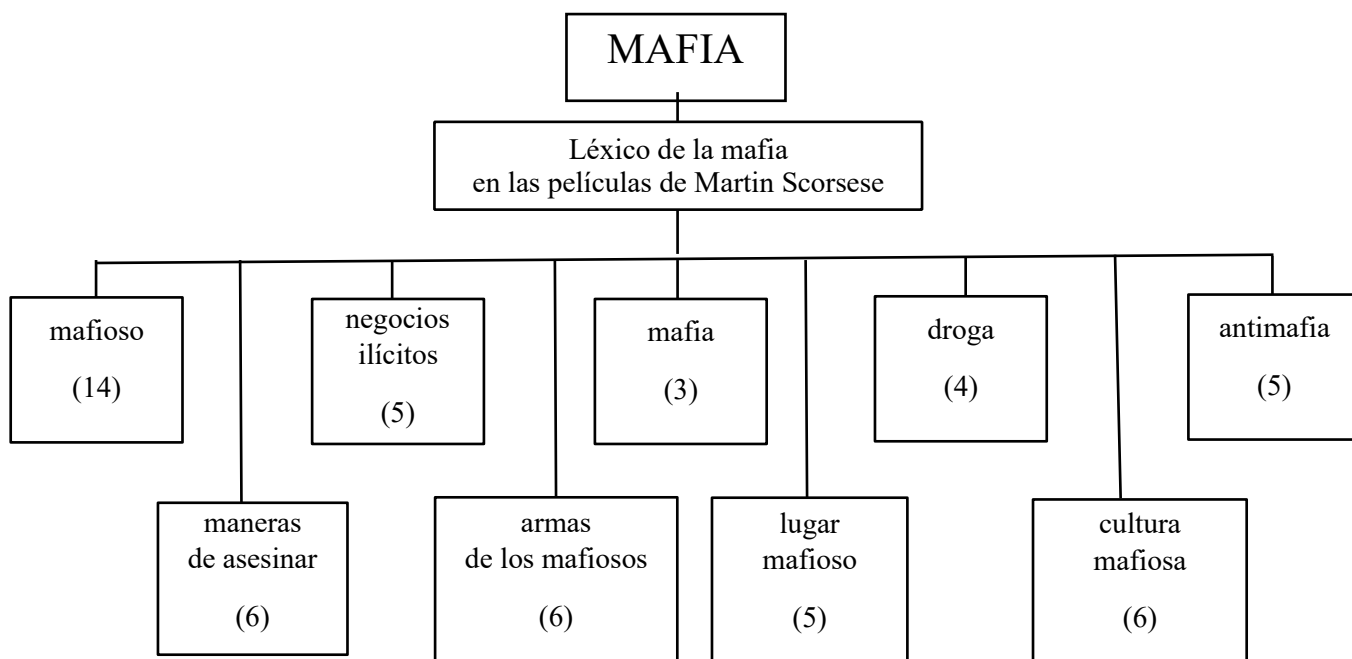 MAFIA
Léxico de la mafia
en las películas de Martin Scorsese
mafioso
(14)
negocios
ilícitos
(5)
mafia
(3)
droga
(4)
antimafia
(5)
maneras
de asesinar
(6)
armas
de los mafiosos
(6)
lugar
mafioso
(5)
cultura
mafiosa
(6)